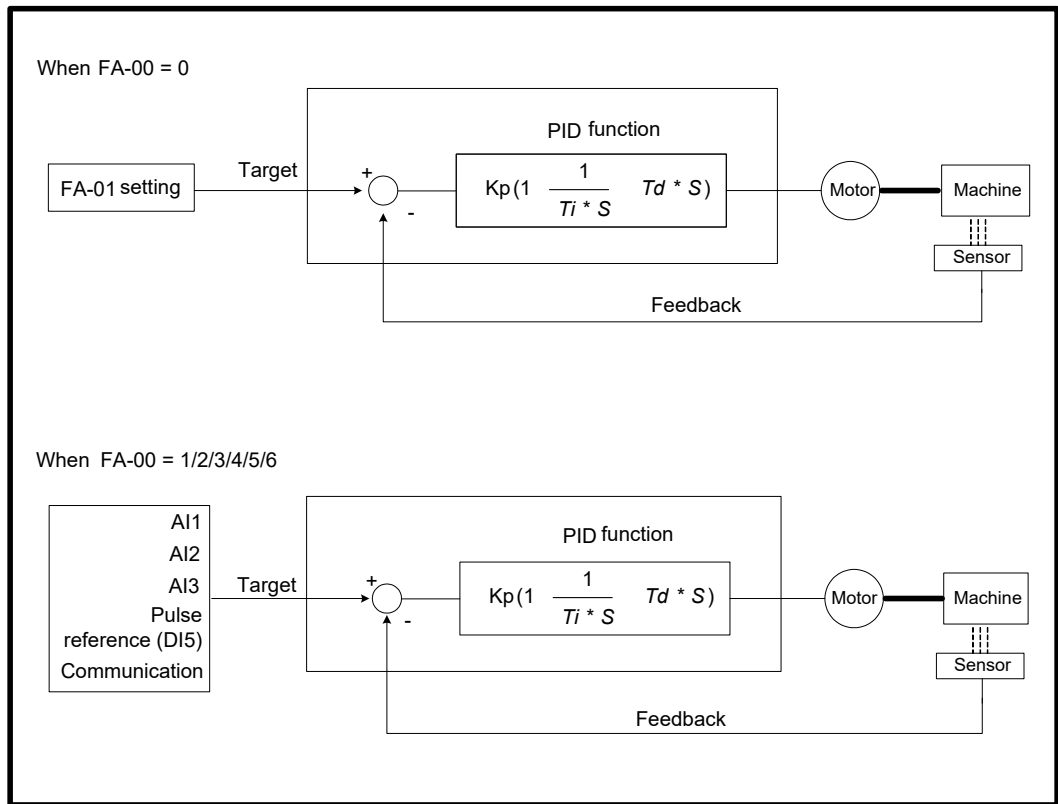 When FA-00 = 0
PID function
FA-01 setting
Target
+
-
Kp(1 1/Ti * S Td * S)
Motor
Machine
Sensor
Feedback
When FA-00 = 1/2/3/4/5/6
AI1
AI2
AI3
Pulse
reference (DI5)
Communication
Target
PID function
+
-
Kp(1 1/Ti * S Td * S)
Motor
Machine
Sensor
Feedback